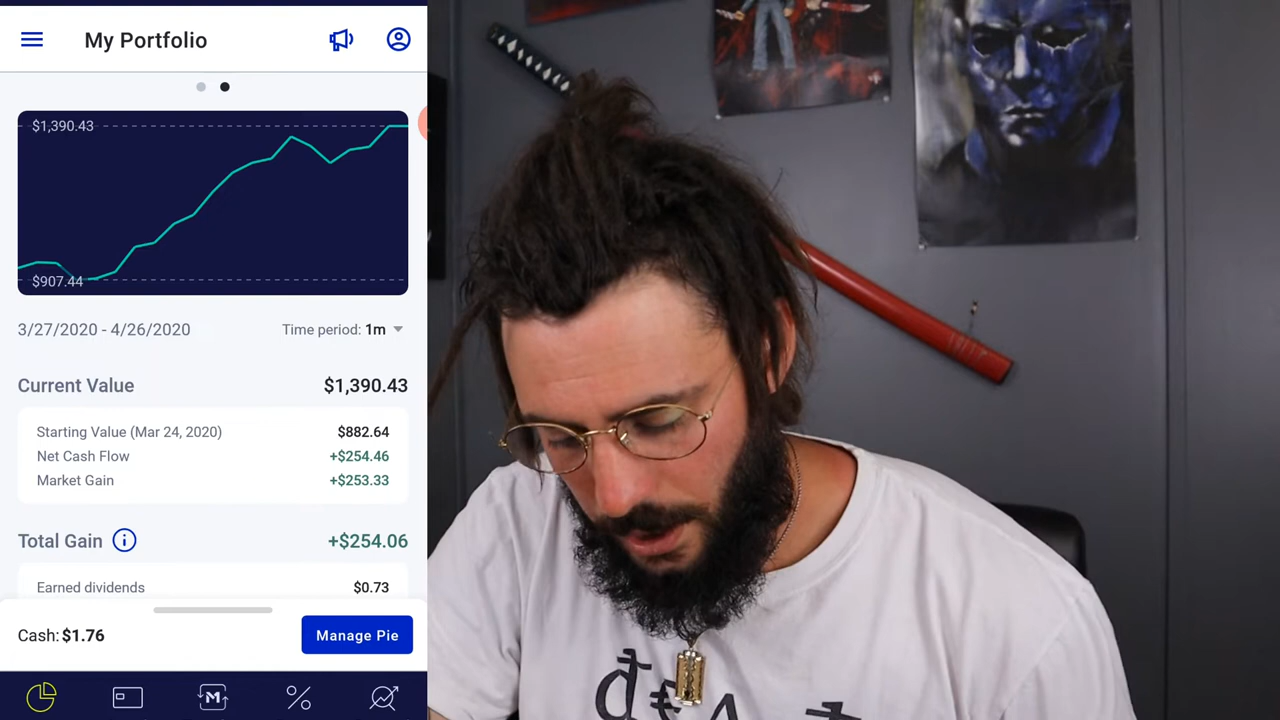 My Portfolio
$1,390.43
$907.44
3/27/2020 - 4/26/2020
Time period: 1m
Current Value $1,390.43
Starting Value (Mar 24, 2020) $882.64
Net Cash Flow +$254.46
Market Gain +$253.33
Total Gain +$254.06
Earned dividends $0.73
Cash: $1.76
Manage Pie
M